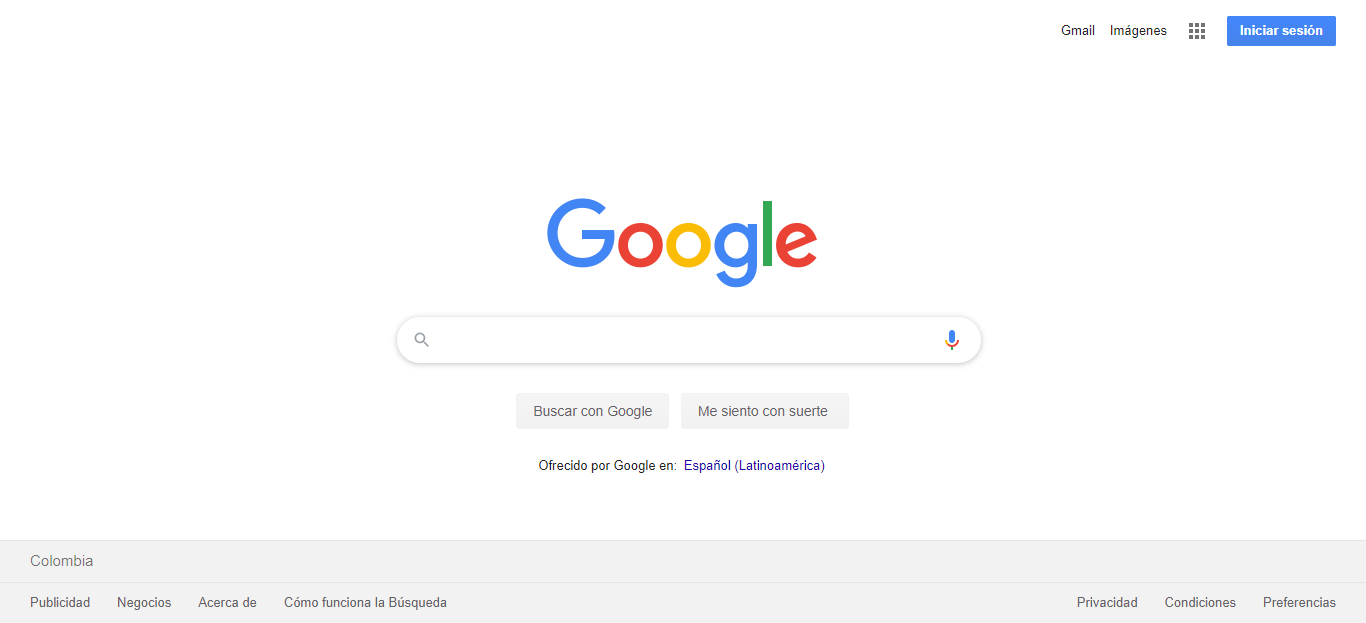 Gmail Imágenes Iniciar sesión
Google
Buscar con Google Me siento con suerte
Ofrecido por Google en: Español (Latinoamérica)
Colombia
Publicidad Negocios Acerca de Cómo funciona la Búsqueda Privacidad Condiciones Preferencias